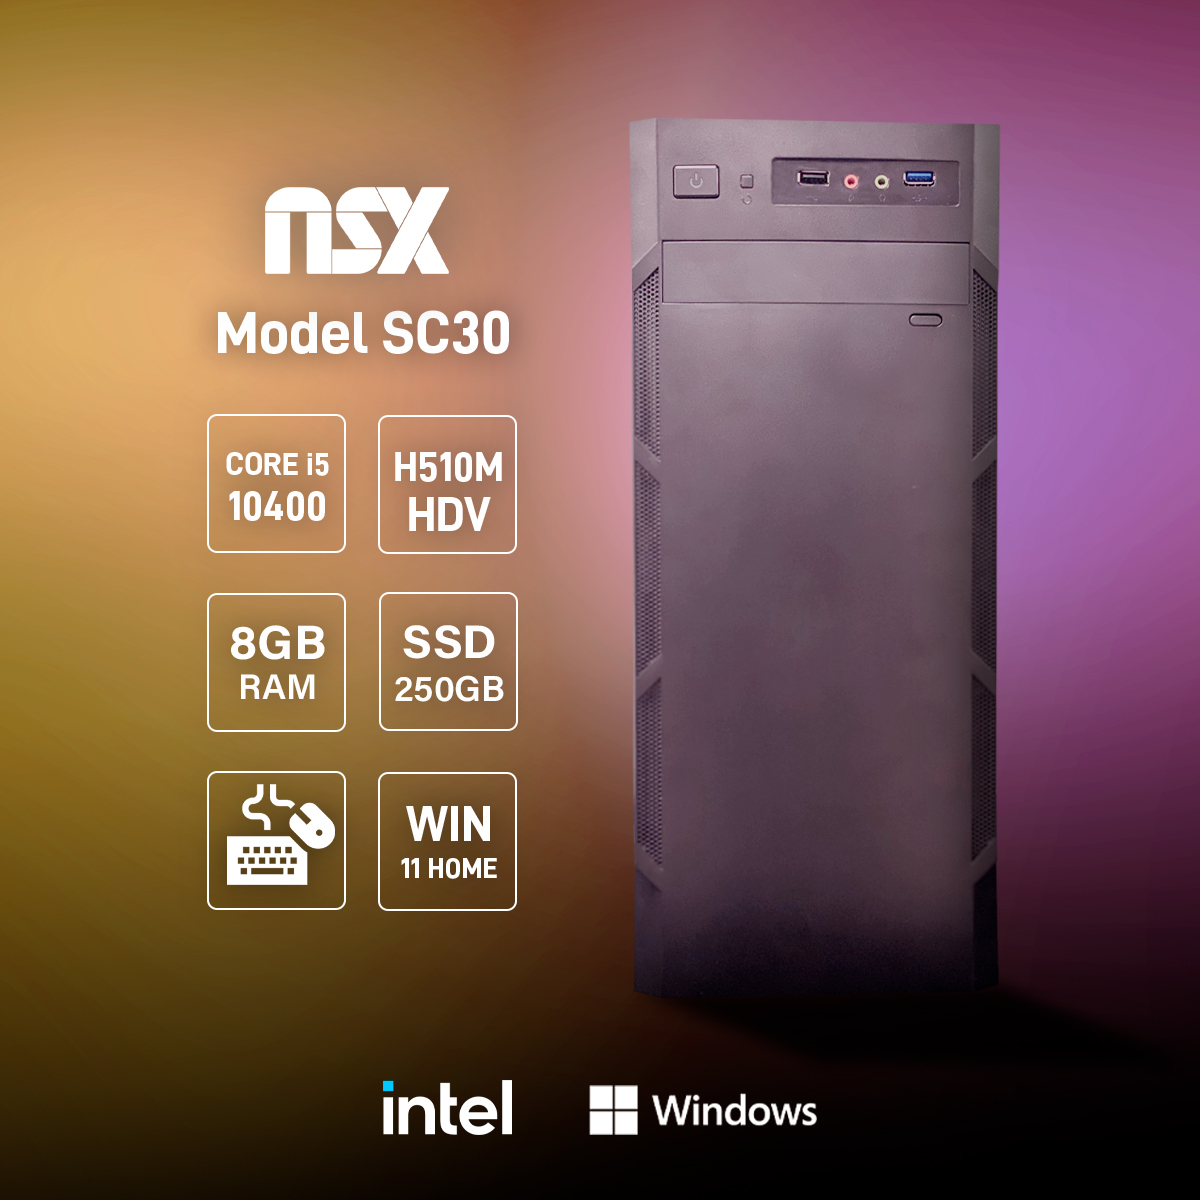 nsx
Model SC30
CORE i5
10400
H510M
HDV
8GB
RAM
SSD
250GB
WIN
11 HOME
intel
Windows